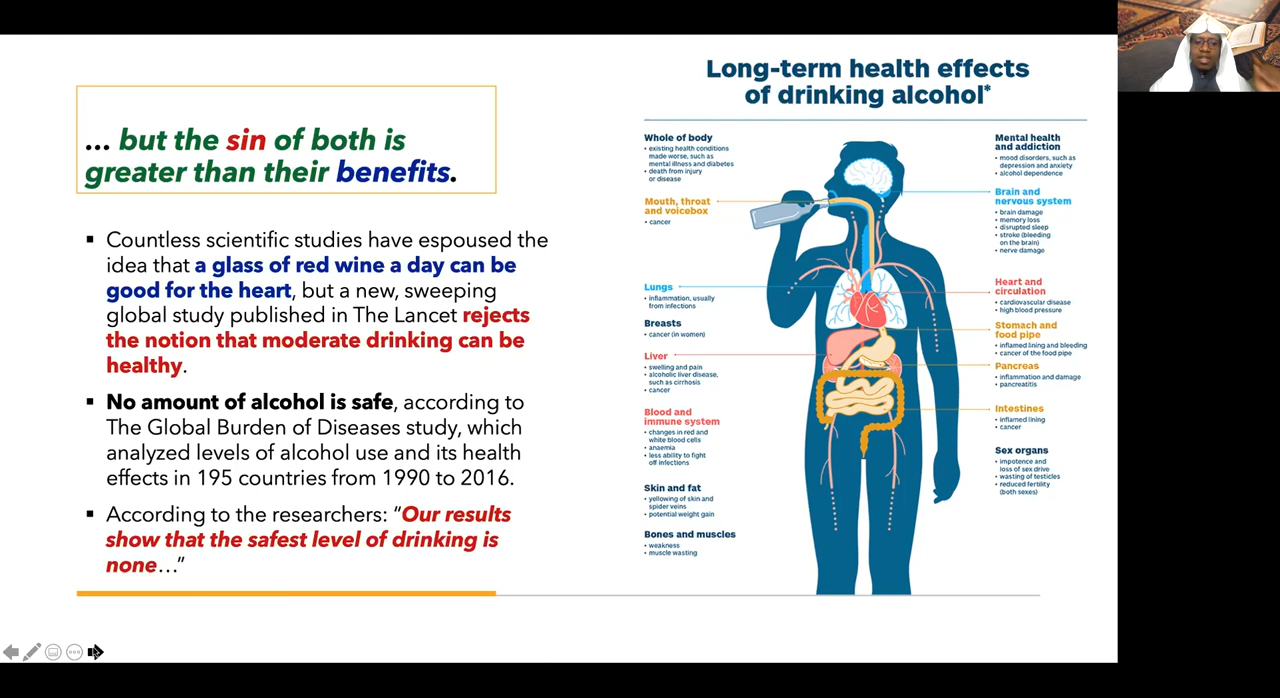 ... but the sin of both is
greater than their benefits.
▪ Countless scientific studies have espoused the
idea that a glass of red wine a day can be
good for the heart, but a new, sweeping
global study published in The Lancet rejects
the notion that moderate drinking can be
healthy.
▪ No amount of alcohol is safe, according to
The Global Burden of Diseases study, which
analyzed levels of alcohol use and its health
effects in 195 countries from 1990 to 2016.
▪ According to the researchers: “Our results
show that the safest level of drinking is
none…”
Long-term health effects
of drinking alcohol*
Whole of body
• existing health conditions
made worse, such as
mental illness and diabetes
• death from injury
or disease
Mouth, throat
and voicebox
• cancer
Lungs
• inflammation, usually
from infections
Breasts
• cancer (in women)
Liver
• swelling and pain
• alcoholic liver disease,
such as cirrhosis
• cancer
Blood and
immune system
• changes in red and
white blood cells
• anaemia
• less ability to fight
off infections
Skin and fat
• yellowing of skin and
spider veins
• potential weight gain
Bones and muscles
• weakness
• muscle wasting
Mental health
and addiction
• mood disorders, such as
depression and anxiety
• alcohol dependence
Brain and
nervous system
• brain damage
• memory loss
• disrupted sleep
• stroke (bleeding
on the brain)
• nerve damage
Heart and
circulation
• cardiovascular disease
• high blood pressure
Stomach and
food pipe
• inflamed lining and bleeding
• cancer of the food pipe
Pancreas
• inflammation and damage
• pancreatitis
Intestines
• inflamed lining
• cancer
Sex organs
• impotence and
loss of sex drive
• wasting of testicles
• reduced fertility
(both sexes)